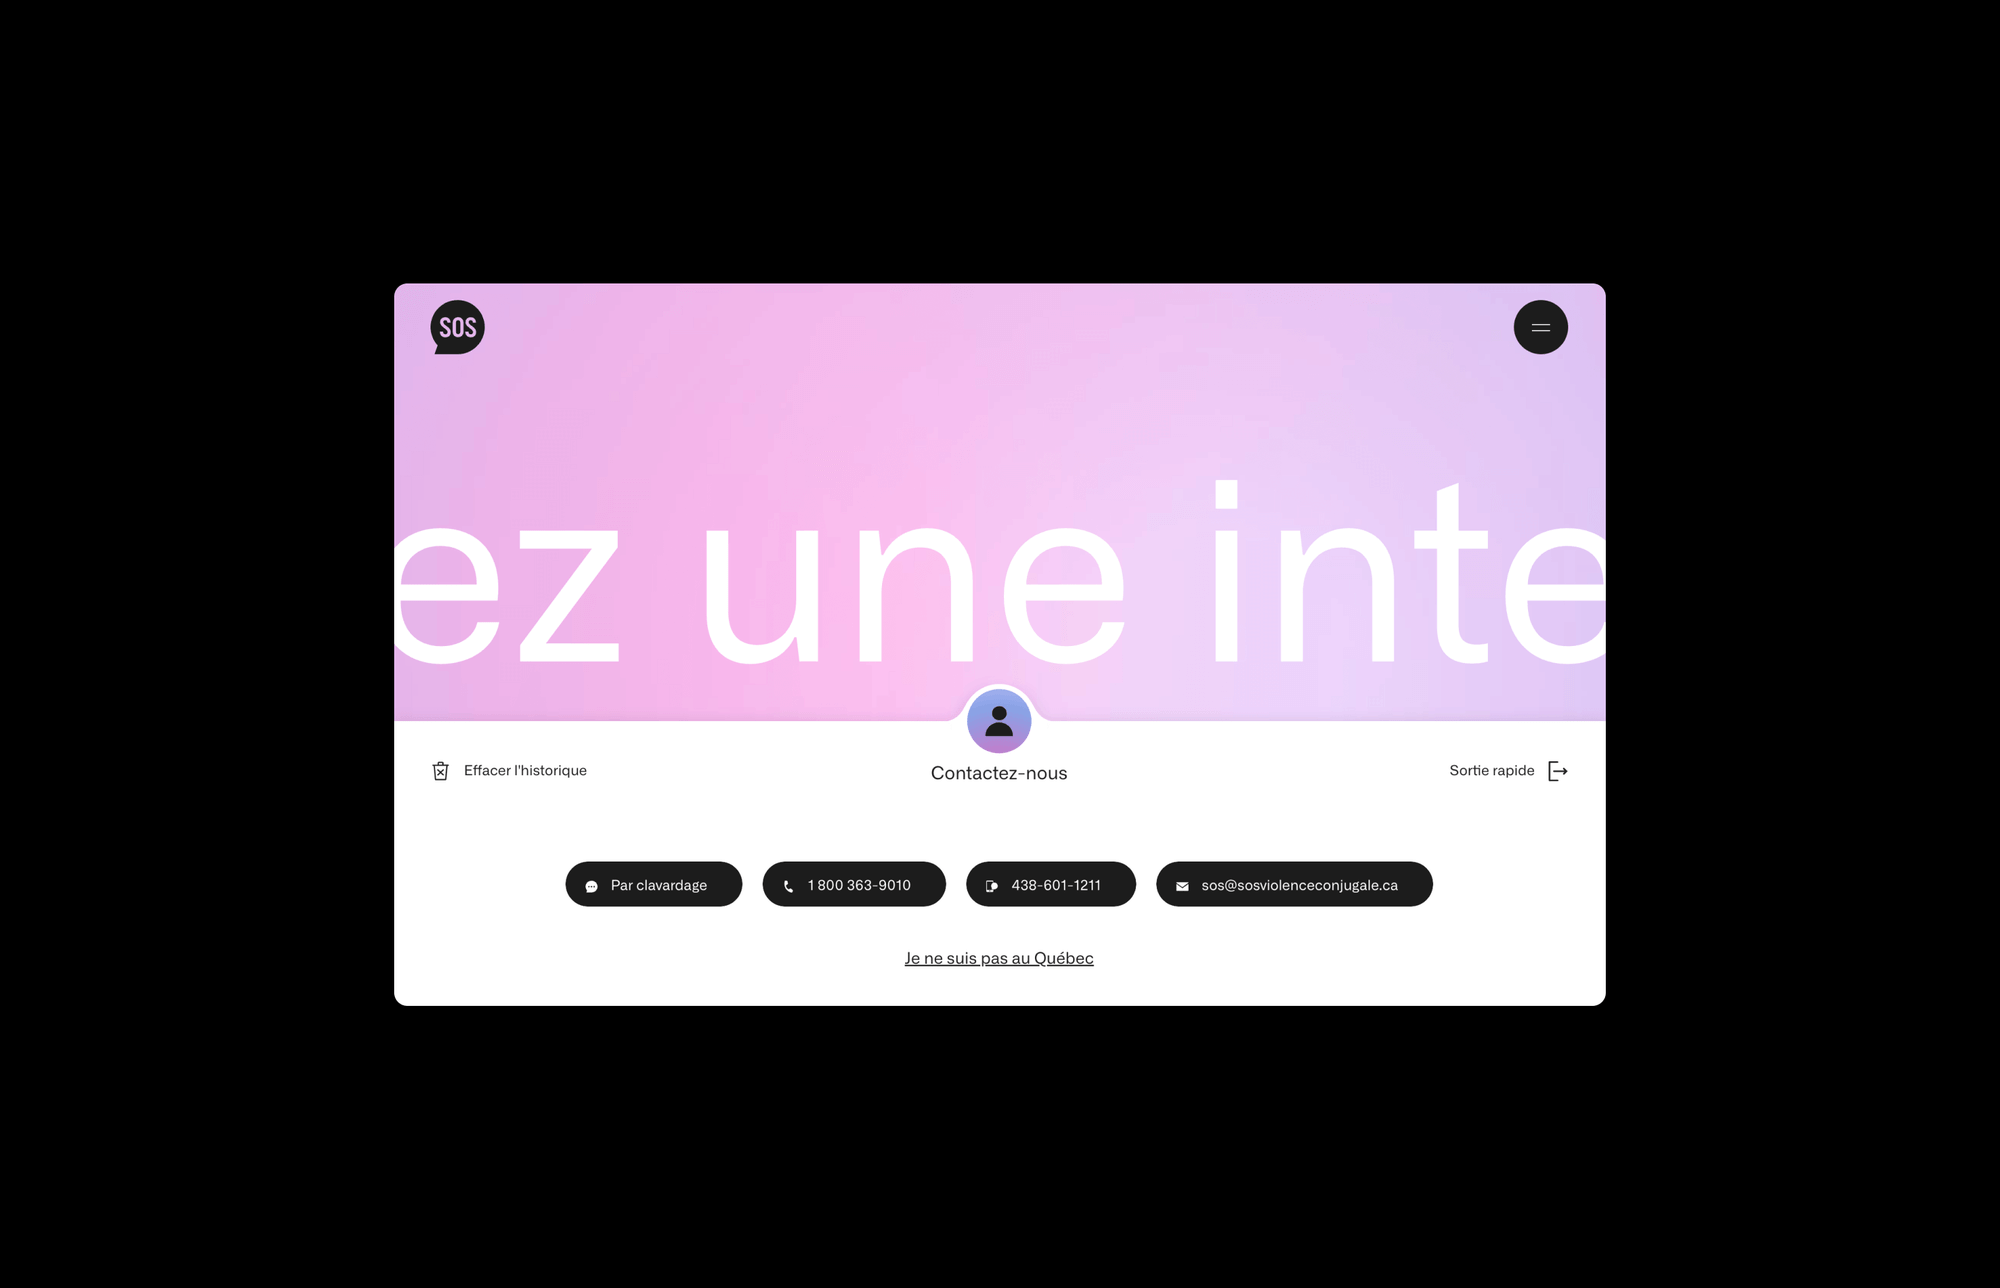 SOS
ez une inte
Effacer l'historique
Contactez-nous
Sortie rapide
Par clavardage
1 800 363-9010
438-601-1211
sos@sosviolenceconjugale.ca
Je ne suis pas au Québec